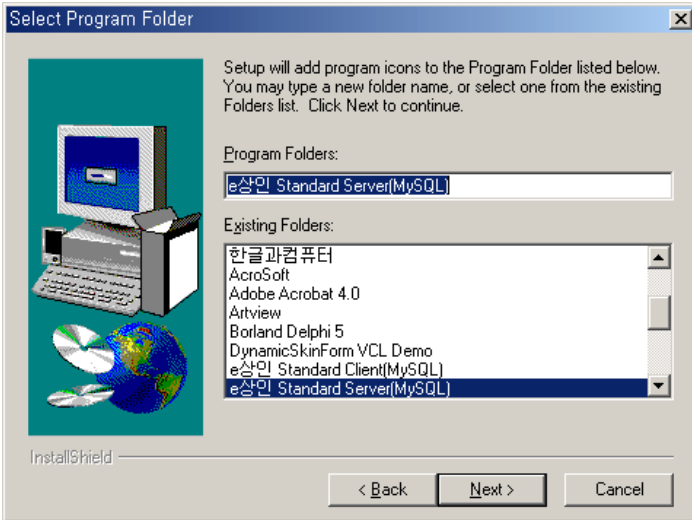 Select Program Folder
Setup will add program icons to the Program Folder listed below.
You may type a new folder name, or select one from the existing
Folders list. Click Next to continue.
Program Folders:
e상인 Standard Server(MySQL)
Existing Folders:
한글과컴퓨터
AcroSoft
Adobe Acrobat 4.0
Artview
Borland Delphi 5
DynamicSkinForm VCL Demo
e상인 Standard Client(MySQL)
e상인 Standard Server(MySQL)
InstallShield
< Back
Next >
Cancel